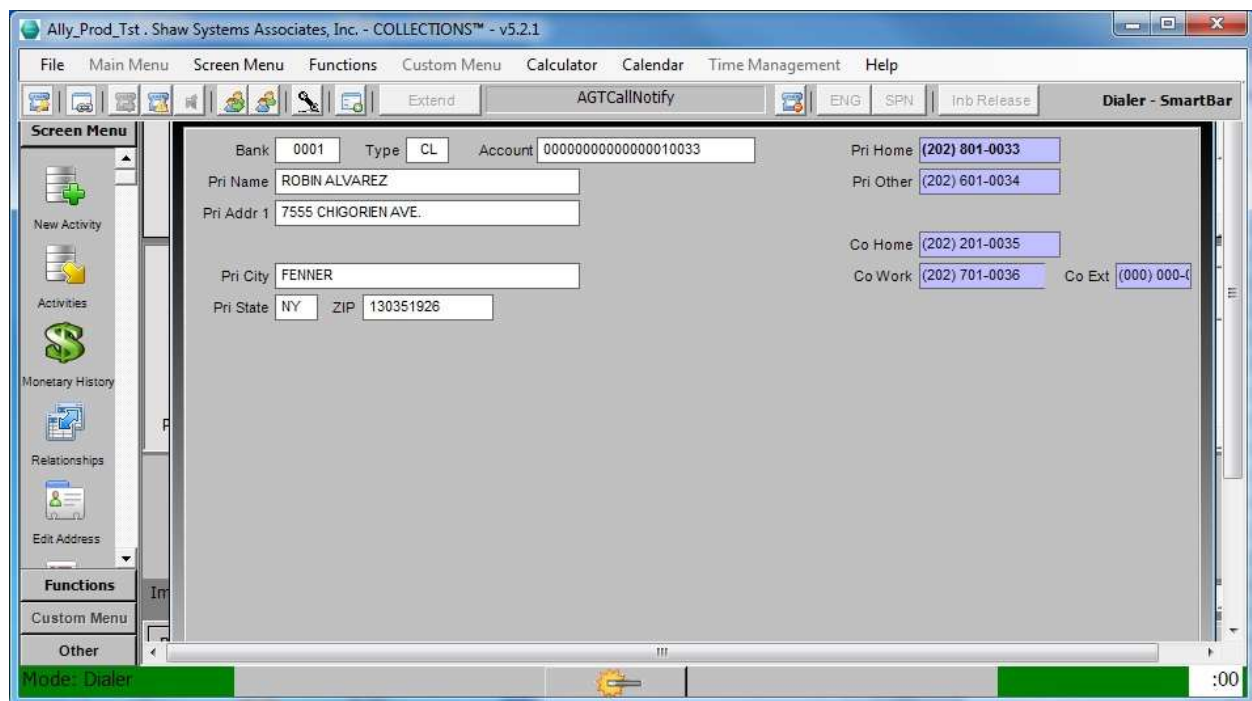 Ally_Prod_Tst . Shaw Systems Associates, Inc. - COLLECTIONS™ - v5.2.1
File Main Menu Screen Menu Functions Custom Menu Calculator Calendar Time Management Help
Extend AGTCallNotify ENG SPN Inb Release Dialer - SmartBar
Screen Menu
Bank 0001 Type CL Account 00000000000000010033 Pri Home (202) 801-0033
Pri Name ROBIN ALVAREZ Pri Other (202) 601-0034
Pri Addr 1 7555 CHIGORIEN AVE.
New Activity
Co Home (202) 201-0035
Pri City FENNER Co Work (202) 701-0036 Co Ext (000) 000-
Activities
Pri State NY ZIP 130351926
Monetary History
Relationships
Edit Address
Functions
Custom Menu
Other
Mode: Dialer :00